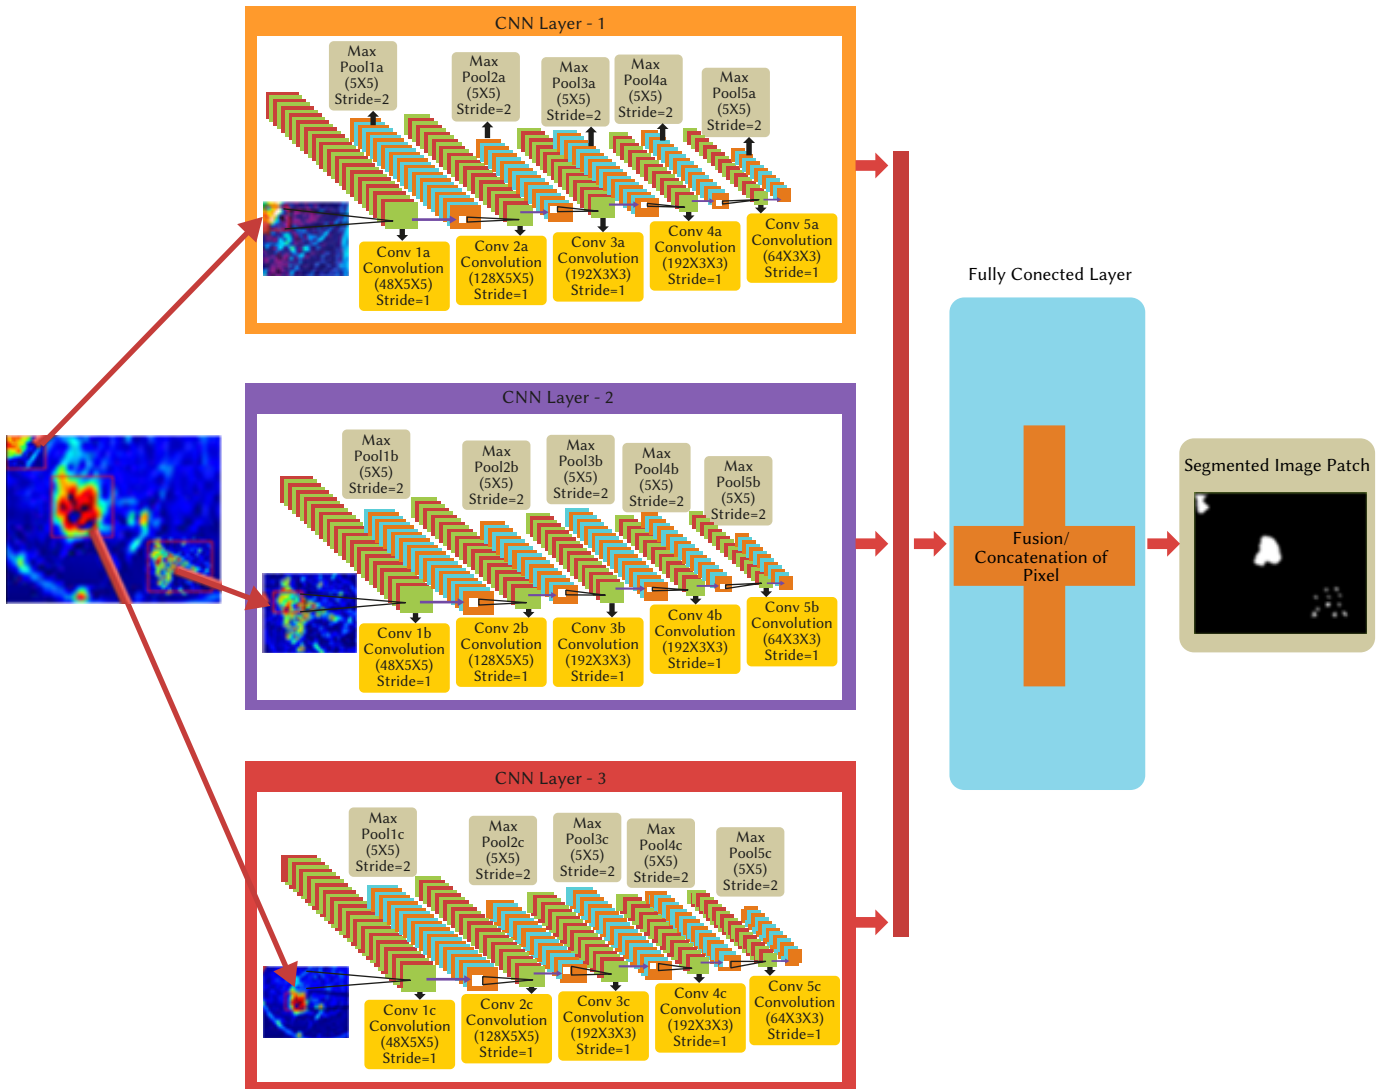 CNN Layer - 1
Max
Pool1a
(5X5)
Stride=2
Max
Pool2a
(5X5)
Stride=2
Max
Pool3a
(5X5)
Stride=2
Max
Pool4a
(5X5)
Stride=2
Max
Pool5a
(5X5)
Stride=2
Conv 1a
Convolution
(48X5X5)
Stride=1
Conv 2a
Convolution
(128X5X5)
Stride=1
Conv 3a
Convolution
(192X3X3)
Stride=1
Conv 4a
Convolution
(192X3X3)
Stride=1
Conv 5a
Convolution
(64X3X3)
Stride=1
CNN Layer - 2
Max
Pool1b
(5X5)
Stride=2
Max
Pool2b
(5X5)
Stride=2
Max
Pool3b
(5X5)
Stride=2
Max
Pool4b
(5X5)
Stride=2
Max
Pool5b
(5X5)
Stride=2
Conv 1b
Convolution
(48X5X5)
Stride=1
Conv 2b
Convolution
(128X5X5)
Stride=1
Conv 3b
Convolution
(192X3X3)
Stride=1
Conv 4b
Convolution
(192X3X3)
Stride=1
Conv 5b
Convolution
(64X3X3)
Stride=1
CNN Layer - 3
Max
Pool1c
(5X5)
Stride=2
Max
Pool2c
(5X5)
Stride=2
Max
Pool3c
(5X5)
Stride=2
Max
Pool4c
(5X5)
Stride=2
Max
Pool5c
(5X5)
Stride=2
Conv 1c
Convolution
(48X5X5)
Stride=1
Conv 2c
Convolution
(128X5X5)
Stride=1
Conv 3c
Convolution
(192X3X3)
Stride=1
Conv 4c
Convolution
(192X3X3)
Stride=1
Conv 5c
Convolution
(64X3X3)
Stride=1
Fully Conected Layer
Fusion/
Concatenation of
Pixel
Segmented Image Patch